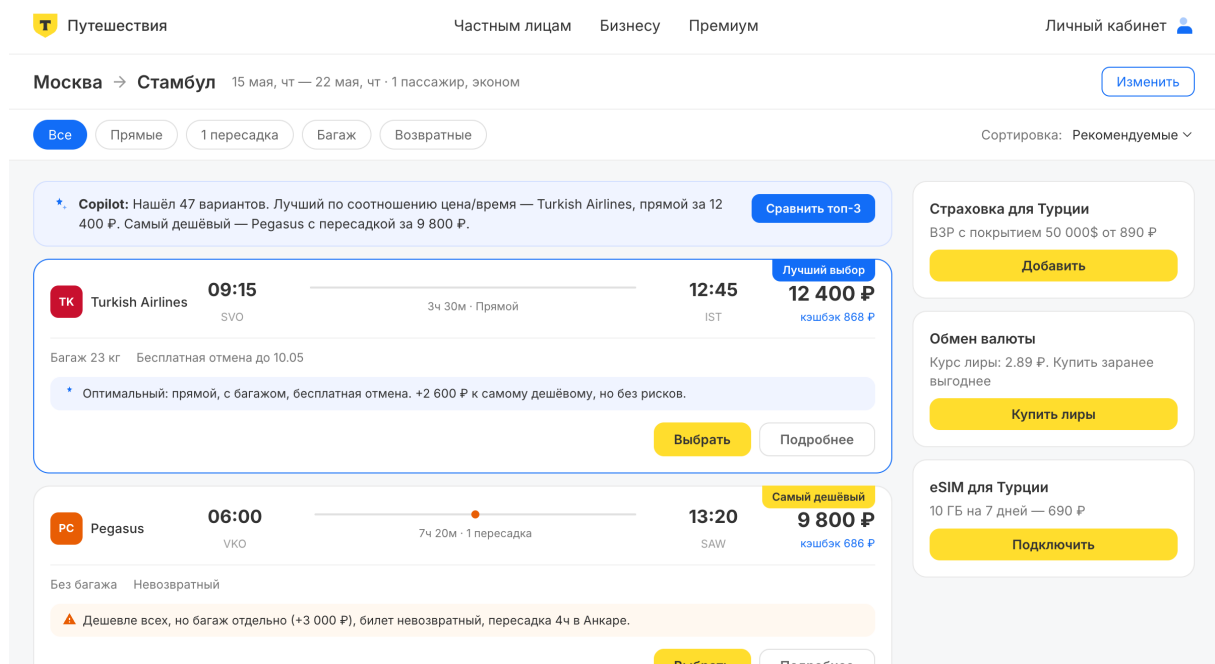 Т Путешествия
Частным лицам Бизнесу Премиум
Личный кабинет
Москва → Стамбул 15 мая, чт — 22 мая, чт · 1 пассажир, эконом
Изменить
Все Прямые 1 пересадка Багаж Возвратные
Сортировка: Рекомендуемые
Copilot: Нашёл 47 вариантов. Лучший по соотношению цена/время — Turkish Airlines, прямой за 12
400 ₽. Самый дешёвый — Pegasus с пересадкой за 9 800 ₽.
Сравнить топ-3
Лучший выбор
TK Turkish Airlines
09:15
SVO
3ч 30м · Прямой
12:45
IST
12 400 ₽
кэшбэк 868 ₽
Багаж 23 кг Бесплатная отмена до 10.05
Оптимальный: прямой, с багажом, бесплатная отмена. +2 600 ₽ к самому дешёвому, но без рисков.
Выбрать Подробнее
Самый дешёвый
PC Pegasus
06:00
VKO
7ч 20м · 1 пересадка
13:20
SAW
9 800 ₽
кэшбэк 686 ₽
Без багажа Невозвратный
Дешевле всех, но багаж отдельно (+3 000 ₽), билет невозвратный, пересадка 4ч в Анкаре.
Выбрать Подробнее
Страховка для Турции
ВЗР с покрытием 50 000$ от 890 ₽
Добавить
Обмен валюты
Курс лиры: 2.89 ₽. Купить заранее
выгоднее
Купить лиры
eSIM для Турции
10 ГБ на 7 дней — 690 ₽
Подключить